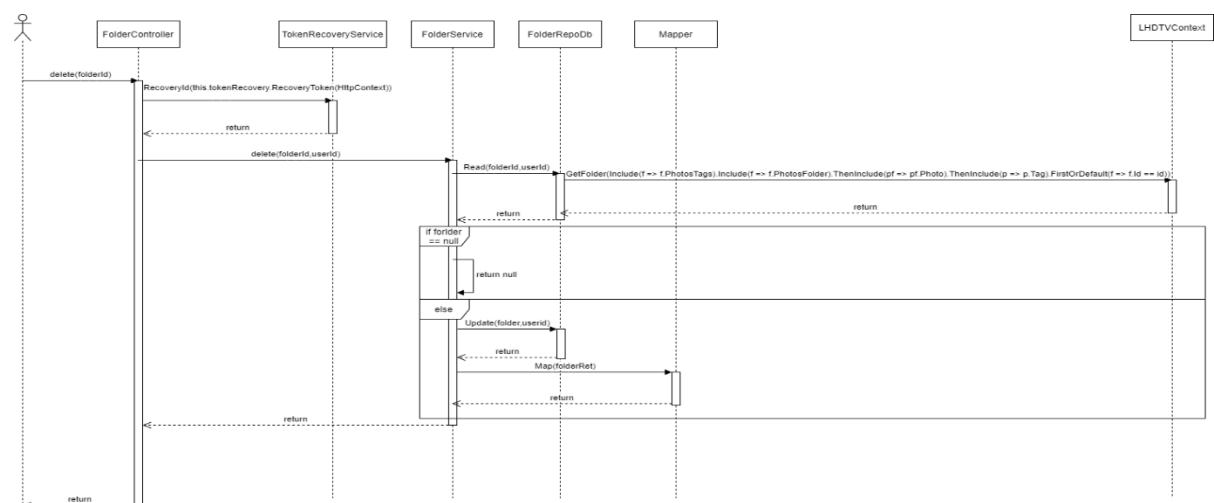 FolderController
TokenRecoveryService
FolderService
FolderRepoDb
Mapper
LHDTVContext
delete(folderId)
RecoveryId(this.tokenRecovery.RecoveryToken(HttpContext))
return
delete(folderId,userId)
Read(folderId,userId)
GetFolder(Include(f => f.PhotosTags).Include(f => f.PhotosFolder).ThenInclude(pf => pf.Photo).ThenInclude(p => p.Tag).FirstOrDefault(f => f.Id == id))
return
return
if forlder
== null
return null
else
Update(folder,userid)
return
Map(folderRet)
return
return
return